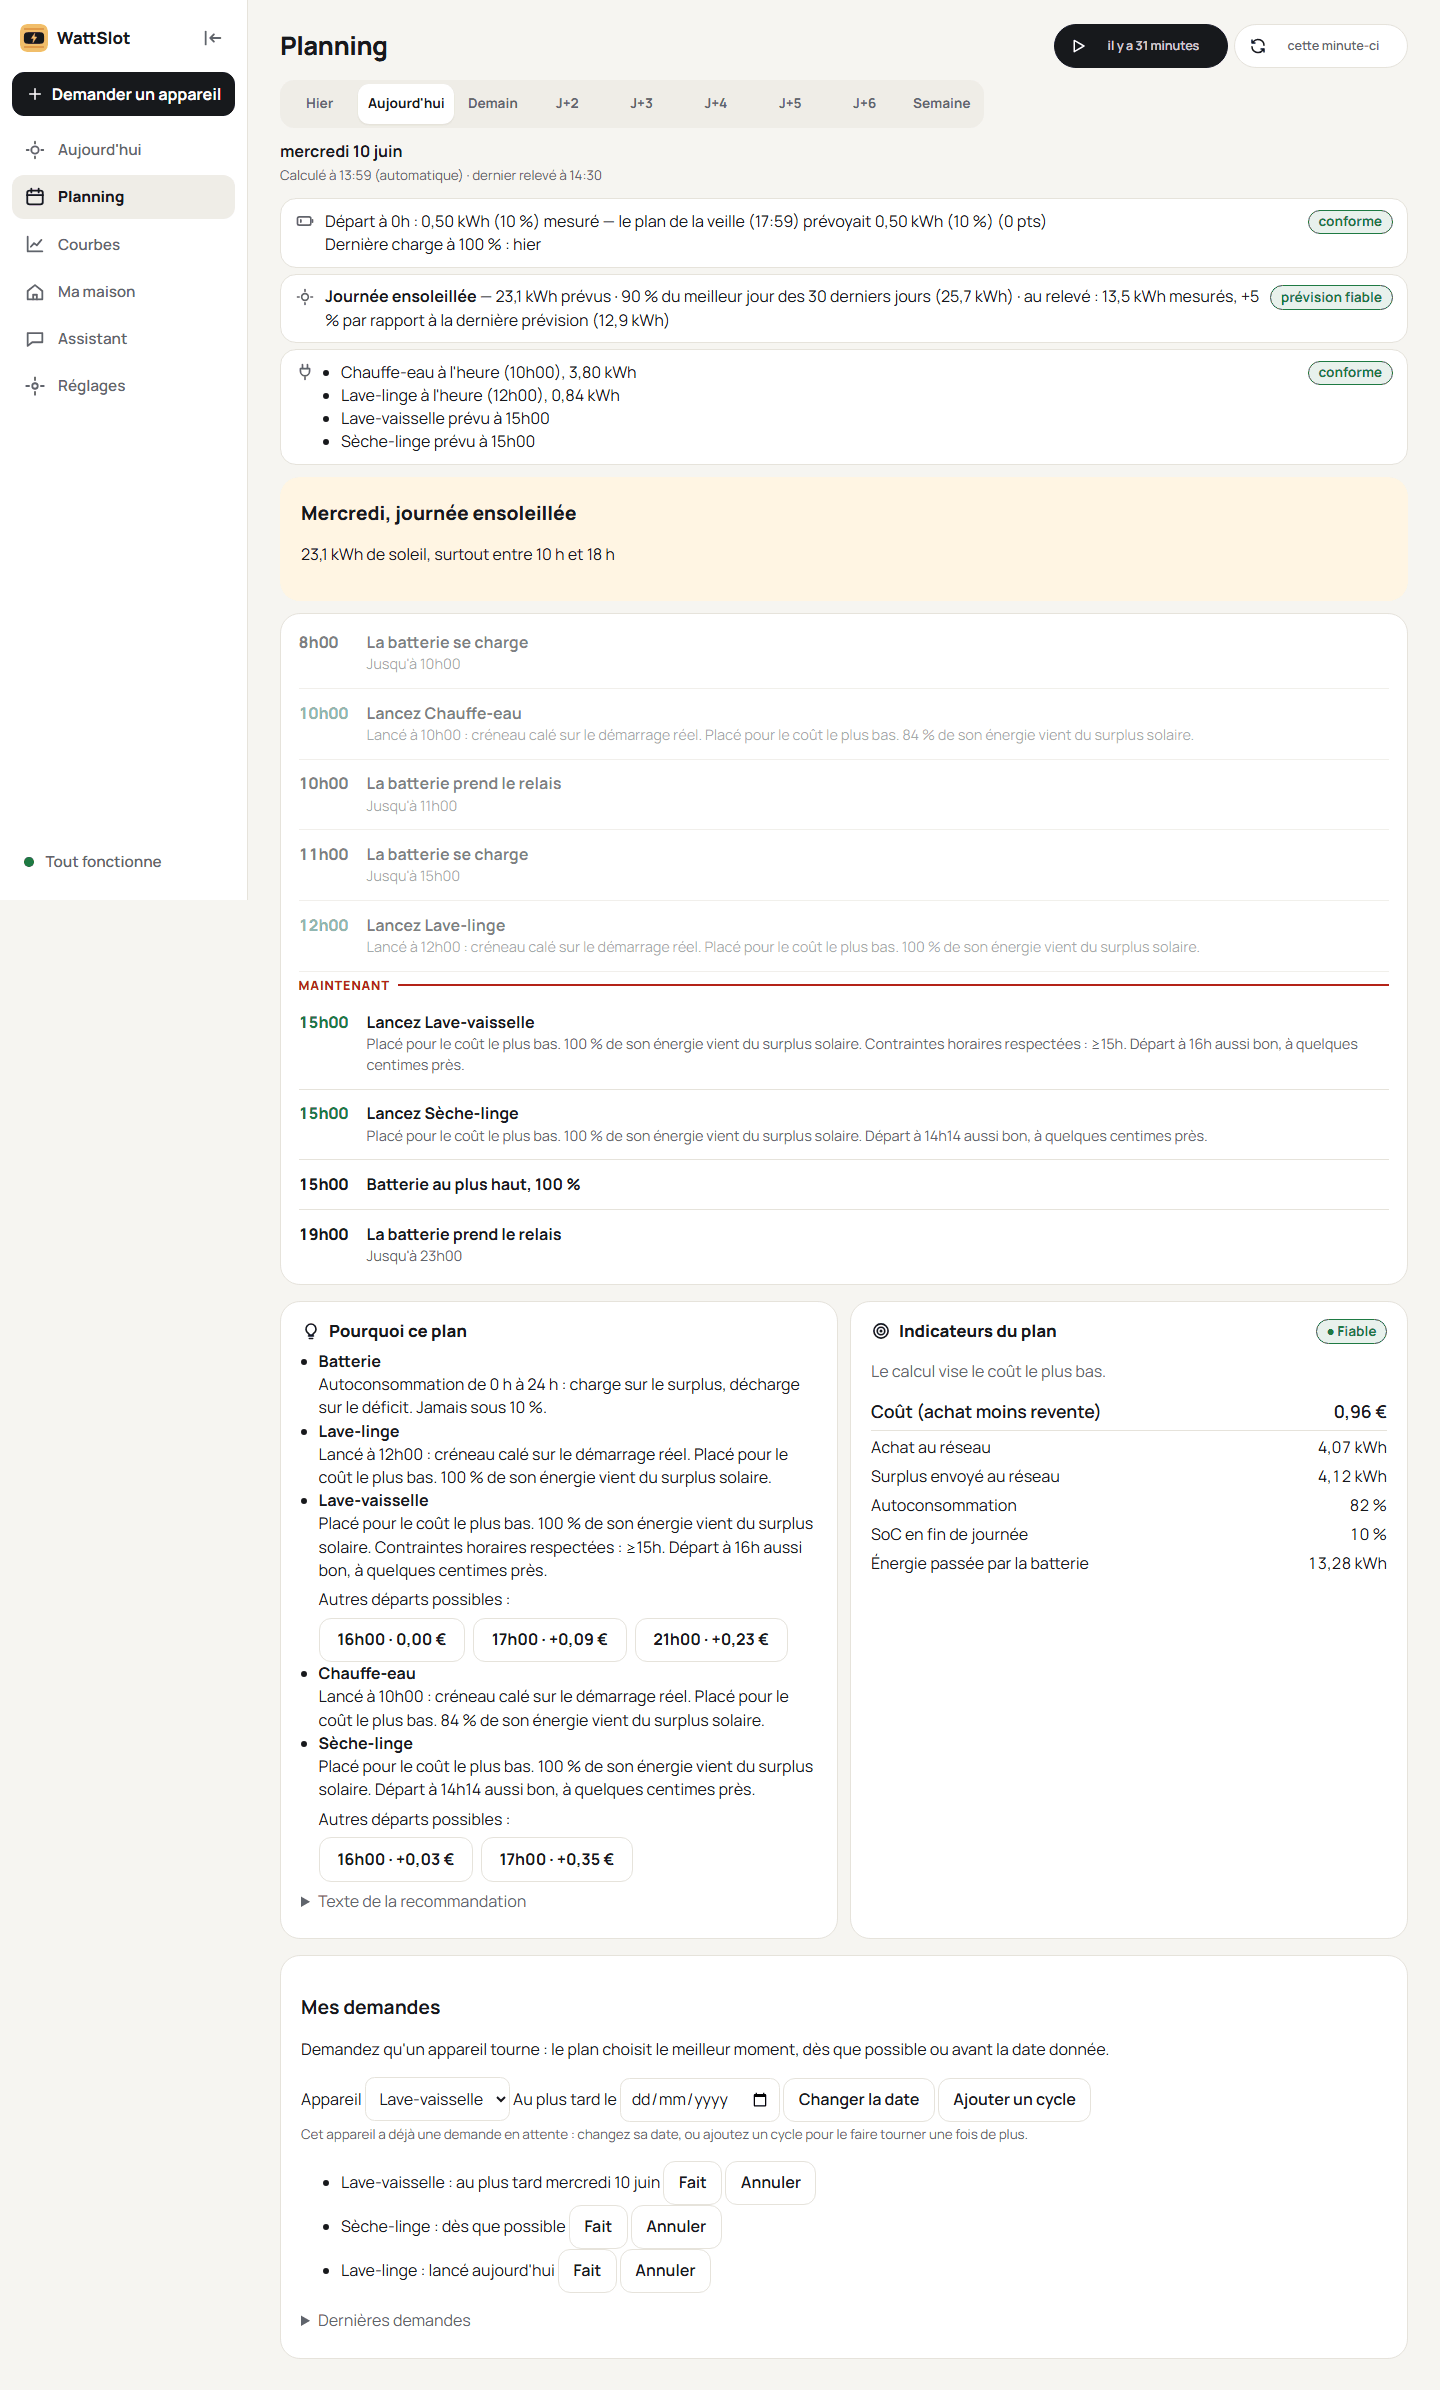 WattSlot
Demander un appareil
Aujourd'hui
Planning
Courbes
Ma maison
Assistant
Réglages
Tout fonctionne
Planning
il y a 31 minutes
cette minute-ci
Hier
Aujourd'hui
Demain
J+2
J+3
J+4
J+5
J+6
Semaine
mercredi 10 juin
Calculé à 13:59 (automatique) · dernier relevé à 14:30
Départ à 0h : 0,50 kWh (10 %) mesuré — le plan de la veille (17:59) prévoyait 0,50 kWh (10 %) (0 pts)
Dernière charge à 100 % : hier
conforme
Journée ensoleillée — 23,1 kWh prévus · 90 % du meilleur jour des 30 derniers jours (25,7 kWh) · au relevé : 13,5 kWh mesurés, +5
% par rapport à la dernière prévision (12,9 kWh)
prévision fiable
Chauffe-eau à l'heure (10h00), 3,80 kWh
Lave-linge à l'heure (12h00), 0,84 kWh
Lave-vaisselle prévu à 15h00
Sèche-linge prévu à 15h00
conforme
Mercredi, journée ensoleillée
23,1 kWh de soleil, surtout entre 10 h et 18 h
8h00 La batterie se charge
Jusqu'à 10h00
10h00 Lancez Chauffe-eau
Lancé à 10h00 : créneau calé sur le démarrage réel. Placé pour le coût le plus bas. 84 % de son énergie vient du surplus solaire.
10h00 La batterie prend le relais
Jusqu'à 11h00
11h00 La batterie se charge
Jusqu'à 15h00
12h00 Lancez Lave-linge
Lancé à 12h00 : créneau calé sur le démarrage réel. Placé pour le coût le plus bas. 100 % de son énergie vient du surplus solaire.
MAINTENANT
15h00 Lancez Lave-vaisselle
Placé pour le coût le plus bas. 100 % de son énergie vient du surplus solaire. Contraintes horaires respectées : ≥15h. Départ à 16h aussi bon, à quelques
centimes près.
15h00 Lancez Sèche-linge
Placé pour le coût le plus bas. 100 % de son énergie vient du surplus solaire. Départ à 14h14 aussi bon, à quelques centimes près.
15h00 Batterie au plus haut, 100 %
19h00 La batterie prend le relais
Jusqu'à 23h00
Pourquoi ce plan
Batterie
Autoconsommation de 0 h à 24 h : charge sur le surplus, décharge
sur le déficit. Jamais sous 10 %.
Lave-linge
Lancé à 12h00 : créneau calé sur le démarrage réel. Placé pour le
coût le plus bas. 100 % de son énergie vient du surplus solaire.
Lave-vaisselle
Placé pour le coût le plus bas. 100 % de son énergie vient du surplus
solaire. Contraintes horaires respectées : ≥15h. Départ à 16h aussi
bon, à quelques centimes près.
Autres départs possibles :
16h00 · 0,00 €
17h00 · +0,09 €
21h00 · +0,23 €
Chauffe-eau
Lancé à 10h00 : créneau calé sur le démarrage réel. Placé pour le
coût le plus bas. 84 % de son énergie vient du surplus solaire.
Sèche-linge
Placé pour le coût le plus bas. 100 % de son énergie vient du surplus
solaire. Départ à 14h14 aussi bon, à quelques centimes près.
Autres départs possibles :
16h00 · +0,03 €
17h00 · +0,35 €
Texte de la recommandation
Indicateurs du plan
Fiable
Le calcul vise le coût le plus bas.
Coût (achat moins revente) 0,96 €
Achat au réseau 4,07 kWh
Surplus envoyé au réseau 4,12 kWh
Autoconsommation 82 %
SoC en fin de journée 10 %
Énergie passée par la batterie 13,28 kWh
Mes demandes
Demandez qu'un appareil tourne : le plan choisit le meilleur moment, dès que possible ou avant la date donnée.
Appareil Lave-vaisselle Au plus tard le dd/mm/yyyy Changer la date Ajouter un cycle
Cet appareil a déjà une demande en attente : changez sa date, ou ajoutez un cycle pour le faire tourner une fois de plus.
Lave-vaisselle : au plus tard mercredi 10 juin Fait Annuler
Sèche-linge : dès que possible Fait Annuler
Lave-linge : lancé aujourd'hui Fait Annuler
Dernières demandes